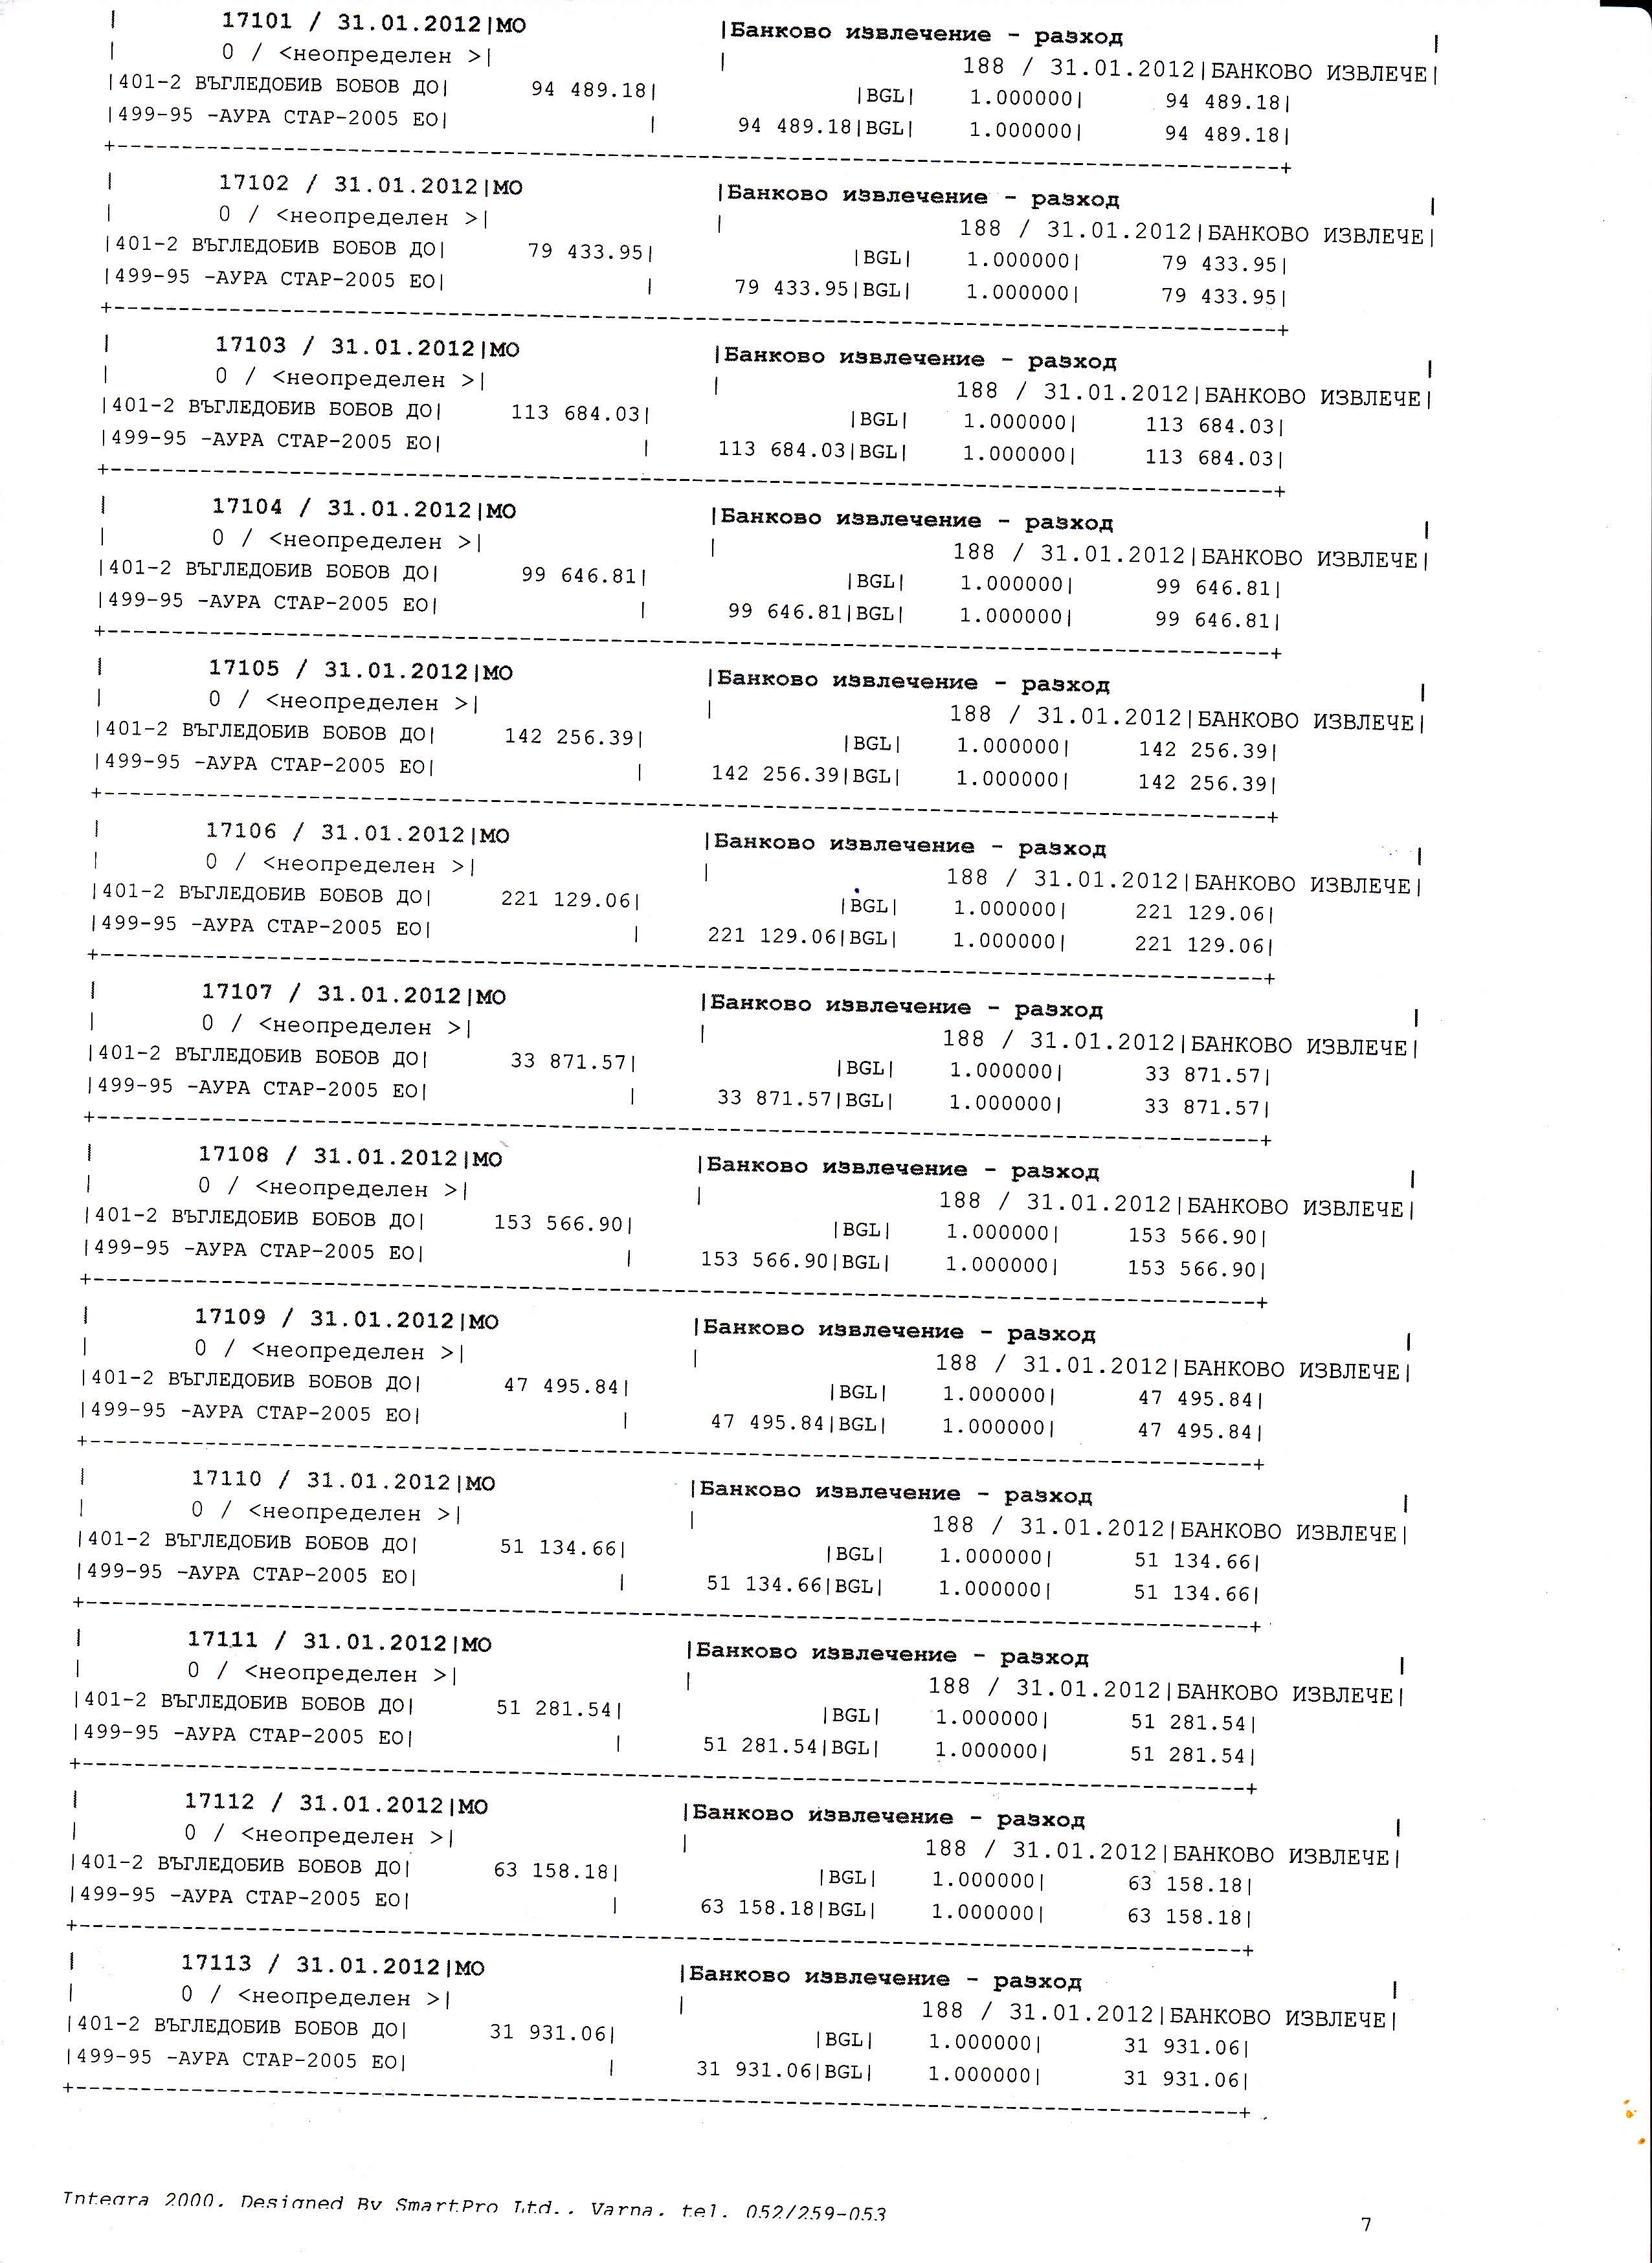 | 17101 / 31.01.2012|МО |Банково извлечение - разход |
| 0 / <неопределен >| | 188 / 31.01.2012|БАНКОВО ИЗВЛЕЧЕ|
|401-2 ВЪГЛЕДОБИВ БОБОВ ДО| 94 489.18| |BGL| 1.000000| 94 489.18|
|499-95 -АУРА СТАР-2005 ЕО| | 94 489.18|BGL| 1.000000| 94 489.18|
| 17102 / 31.01.2012|МО |Банково извлечение - разход |
| 0 / <неопределен >| | 188 / 31.01.2012|БАНКОВО ИЗВЛЕЧЕ|
|401-2 ВЪГЛЕДОБИВ БОБОВ ДО| 79 433.95| |BGL| 1.000000| 79 433.95|
|499-95 -АУРА СТАР-2005 ЕО| | 79 433.95|BGL| 1.000000| 79 433.95|
| 17103 / 31.01.2012|МО |Банково извлечение - разход |
| 0 / <неопределен >| | 188 / 31.01.2012|БАНКОВО ИЗВЛЕЧЕ|
|401-2 ВЪГЛЕДОБИВ БОБОВ ДО| 113 684.03| |BGL| 1.000000| 113 684.03|
|499-95 -АУРА СТАР-2005 ЕО| | 113 684.03|BGL| 1.000000| 113 684.03|
| 17104 / 31.01.2012|МО |Банково извлечение - разход |
| 0 / <неопределен >| | 188 / 31.01.2012|БАНКОВО ИЗВЛЕЧЕ|
|401-2 ВЪГЛЕДОБИВ БОБОВ ДО| 99 646.81| |BGL| 1.000000| 99 646.81|
|499-95 -АУРА СТАР-2005 ЕО| | 99 646.81|BGL| 1.000000| 99 646.81|
| 17105 / 31.01.2012|МО |Банково извлечение - разход |
| 0 / <неопределен >| | 188 / 31.01.2012|БАНКОВО ИЗВЛЕЧЕ|
|401-2 ВЪГЛЕДОБИВ БОБОВ ДО| 142 256.39| |BGL| 1.000000| 142 256.39|
|499-95 -АУРА СТАР-2005 ЕО| | 142 256.39|BGL| 1.000000| 142 256.39|
| 17106 / 31.01.2012|МО |Банково извлечение - разход |
| 0 / <неопределен >| | 188 / 31.01.2012|БАНКОВО ИЗВЛЕЧЕ|
|401-2 ВЪГЛЕДОБИВ БОБОВ ДО| 221 129.06| |BGL| 1.000000| 221 129.06|
|499-95 -АУРА СТАР-2005 ЕО| | 221 129.06|BGL| 1.000000| 221 129.06|
| 17107 / 31.01.2012|МО |Банково извлечение - разход |
| 0 / <неопределен >| | 188 / 31.01.2012|БАНКОВО ИЗВЛЕЧЕ|
|401-2 ВЪГЛЕДОБИВ БОБОВ ДО| 33 871.57| |BGL| 1.000000| 33 871.57|
|499-95 -АУРА СТАР-2005 ЕО| | 33 871.57|BGL| 1.000000| 33 871.57|
| 17108 / 31.01.2012|МО |Банково извлечение - разход |
| 0 / <неопределен >| | 188 / 31.01.2012|БАНКОВО ИЗВЛЕЧЕ|
|401-2 ВЪГЛЕДОБИВ БОБОВ ДО| 153 566.90| |BGL| 1.000000| 153 566.90|
|499-95 -АУРА СТАР-2005 ЕО| | 153 566.90|BGL| 1.000000| 153 566.90|
| 17109 / 31.01.2012|МО |Банково извлечение - разход |
| 0 / <неопределен >| | 188 / 31.01.2012|БАНКОВО ИЗВЛЕЧЕ|
|401-2 ВЪГЛЕДОБИВ БОБОВ ДО| 47 495.84| |BGL| 1.000000| 47 495.84|
|499-95 -АУРА СТАР-2005 ЕО| | 47 495.84|BGL| 1.000000| 47 495.84|
| 17110 / 31.01.2012|МО |Банково извлечение - разход |
| 0 / <неопределен >| | 188 / 31.01.2012|БАНКОВО ИЗВЛЕЧЕ|
|401-2 ВЪГЛЕДОБИВ БОБОВ ДО| 51 134.66| |BGL| 1.000000| 51 134.66|
|499-95 -АУРА СТАР-2005 ЕО| | 51 134.66|BGL| 1.000000| 51 134.66|
| 17111 / 31.01.2012|МО |Банково извлечение - разход |
| 0 / <неопределен >| | 188 / 31.01.2012|БАНКОВО ИЗВЛЕЧЕ|
|401-2 ВЪГЛЕДОБИВ БОБОВ ДО| 51 281.54| |BGL| 1.000000| 51 281.54|
|499-95 -АУРА СТАР-2005 ЕО| | 51 281.54|BGL| 1.000000| 51 281.54|
| 17112 / 31.01.2012|МО |Банково извлечение - разход |
| 0 / <неопределен >| | 188 / 31.01.2012|БАНКОВО ИЗВЛЕЧЕ|
|401-2 ВЪГЛЕДОБИВ БОБОВ ДО| 63 158.18| |BGL| 1.000000| 63 158.18|
|499-95 -АУРА СТАР-2005 ЕО| | 63 158.18|BGL| 1.000000| 63 158.18|
| 17113 / 31.01.2012|МО |Банково извлечение - разход |
| 0 / <неопределен >| | 188 / 31.01.2012|БАНКОВО ИЗВЛЕЧЕ|
|401-2 ВЪГЛЕДОБИВ БОБОВ ДО| 31 931.06| |BGL| 1.000000| 31 931.06|
|499-95 -АУРА СТАР-2005 ЕО| | 31 931.06|BGL| 1.000000| 31 931.06|
Integra 2000. Designed By SmartPro Ltd.. Varna. tel. 052/259-053
7